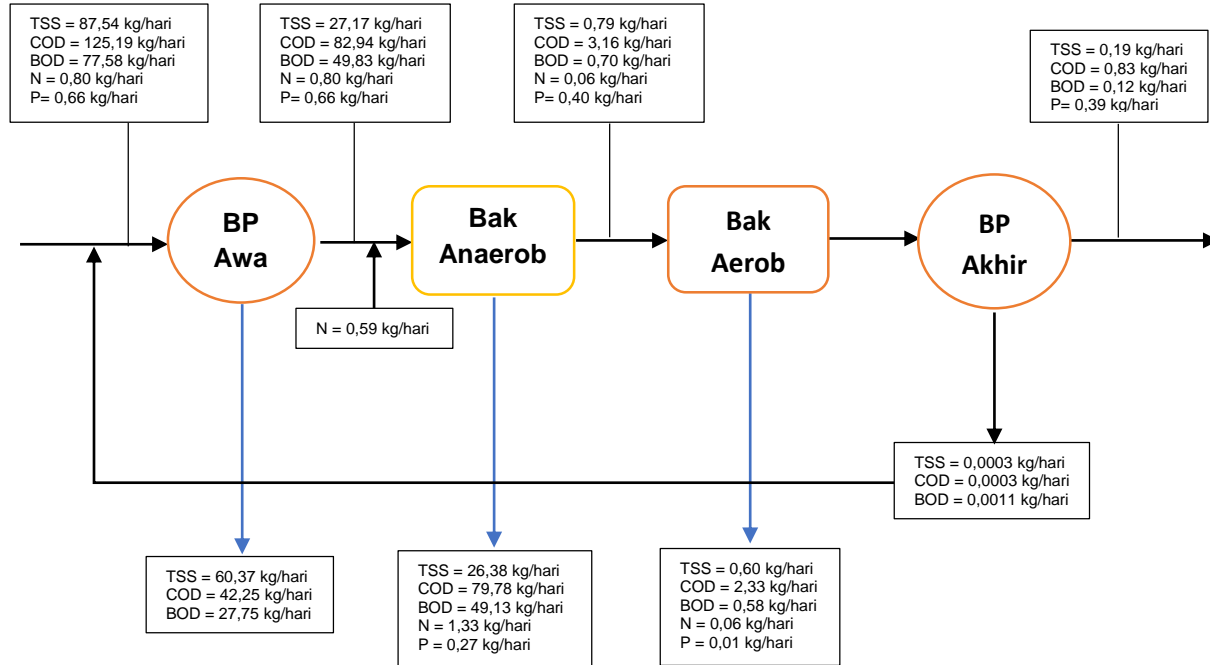 TSS = 87,54 kg/hari
COD = 125,19 kg/hari
BOD = 77,58 kg/hari
N = 0,80 kg/hari
P= 0,66 kg/hari
TSS = 27,17 kg/hari
COD = 82,94 kg/hari
BOD = 49,83 kg/hari
N = 0,80 kg/hari
P= 0,66 kg/hari
TSS = 0,79 kg/hari
COD = 3,16 kg/hari
BOD = 0,70 kg/hari
N = 0,06 kg/hari
P= 0,40 kg/hari
TSS = 0,19 kg/hari
COD = 0,83 kg/hari
BOD = 0,12 kg/hari
P= 0,39 kg/hari
BP
Awa
Bak
Anaerob
Bak
Aerob
BP
Akhir
N = 0,59 kg/hari
TSS = 0,0003 kg/hari
COD = 0,0003 kg/hari
BOD = 0,0011 kg/hari
TSS = 60,37 kg/hari
COD = 42,25 kg/hari
BOD = 27,75 kg/hari
TSS = 26,38 kg/hari
COD = 79,78 kg/hari
BOD = 49,13 kg/hari
N = 1,33 kg/hari
P = 0,27 kg/hari
TSS = 0,60 kg/hari
COD = 2,33 kg/hari
BOD = 0,58 kg/hari
N = 0,06 kg/hari
P = 0,01 kg/hari